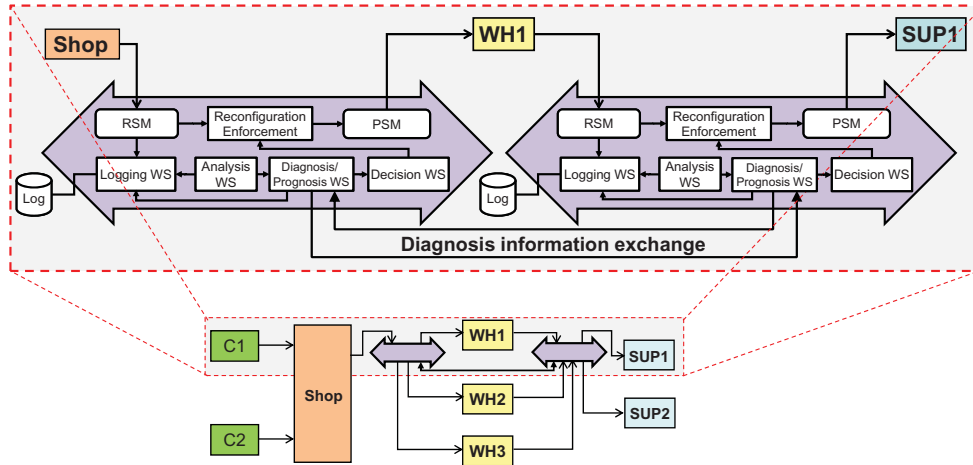 Shop
WH1
SUP1
RSM
Reconfiguration
Enforcement
PSM
Logging WS
Analysis
WS
Diagnosis/
Prognosis WS
Decision WS
Log
RSM
Reconfiguration
Enforcement
PSM
Logging WS
Analysis
WS
Diagnosis/
Prognosis WS
Decision WS
Log
Diagnosis information exchange
C1
C2
Shop
WH1
WH2
WH3
SUP1
SUP2